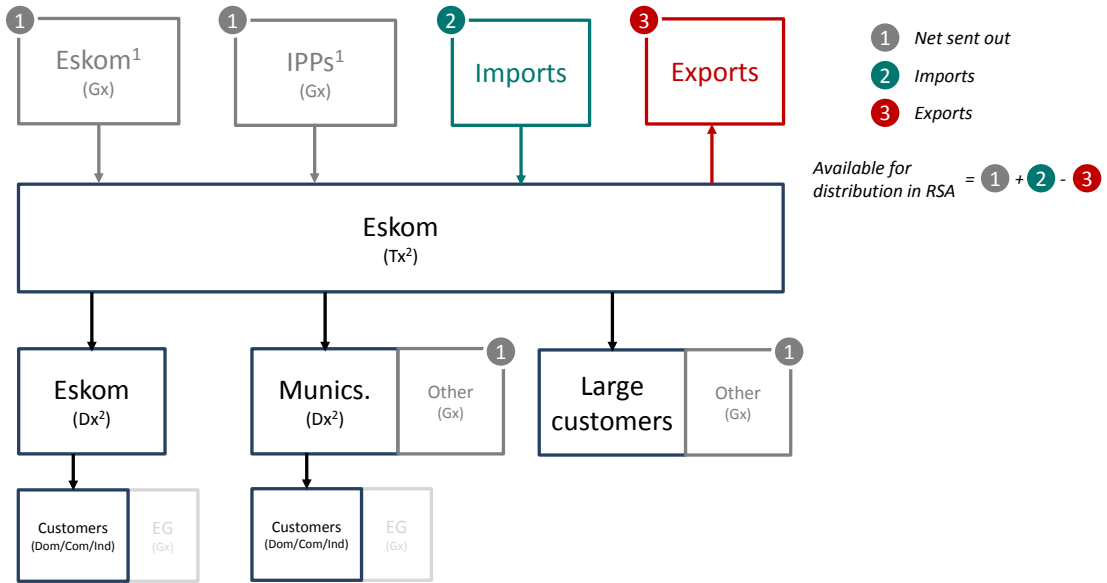 1
Eskom¹
(Gx)
1
IPPs¹
(Gx)
2
Imports
3
Exports
1 Net sent out
2 Imports
3 Exports
Available for
distribution in RSA = 1 + 2 - 3
Eskom
(Tx²)
Eskom
(Dx²)
Munics.
(Dx²)
Other
(Gx)
1
Large
customers
Other
(Gx)
1
Customers
(Dom/Com/Ind)
EG
(Gx)
Customers
(Dom/Com/Ind)
EG
(Gx)